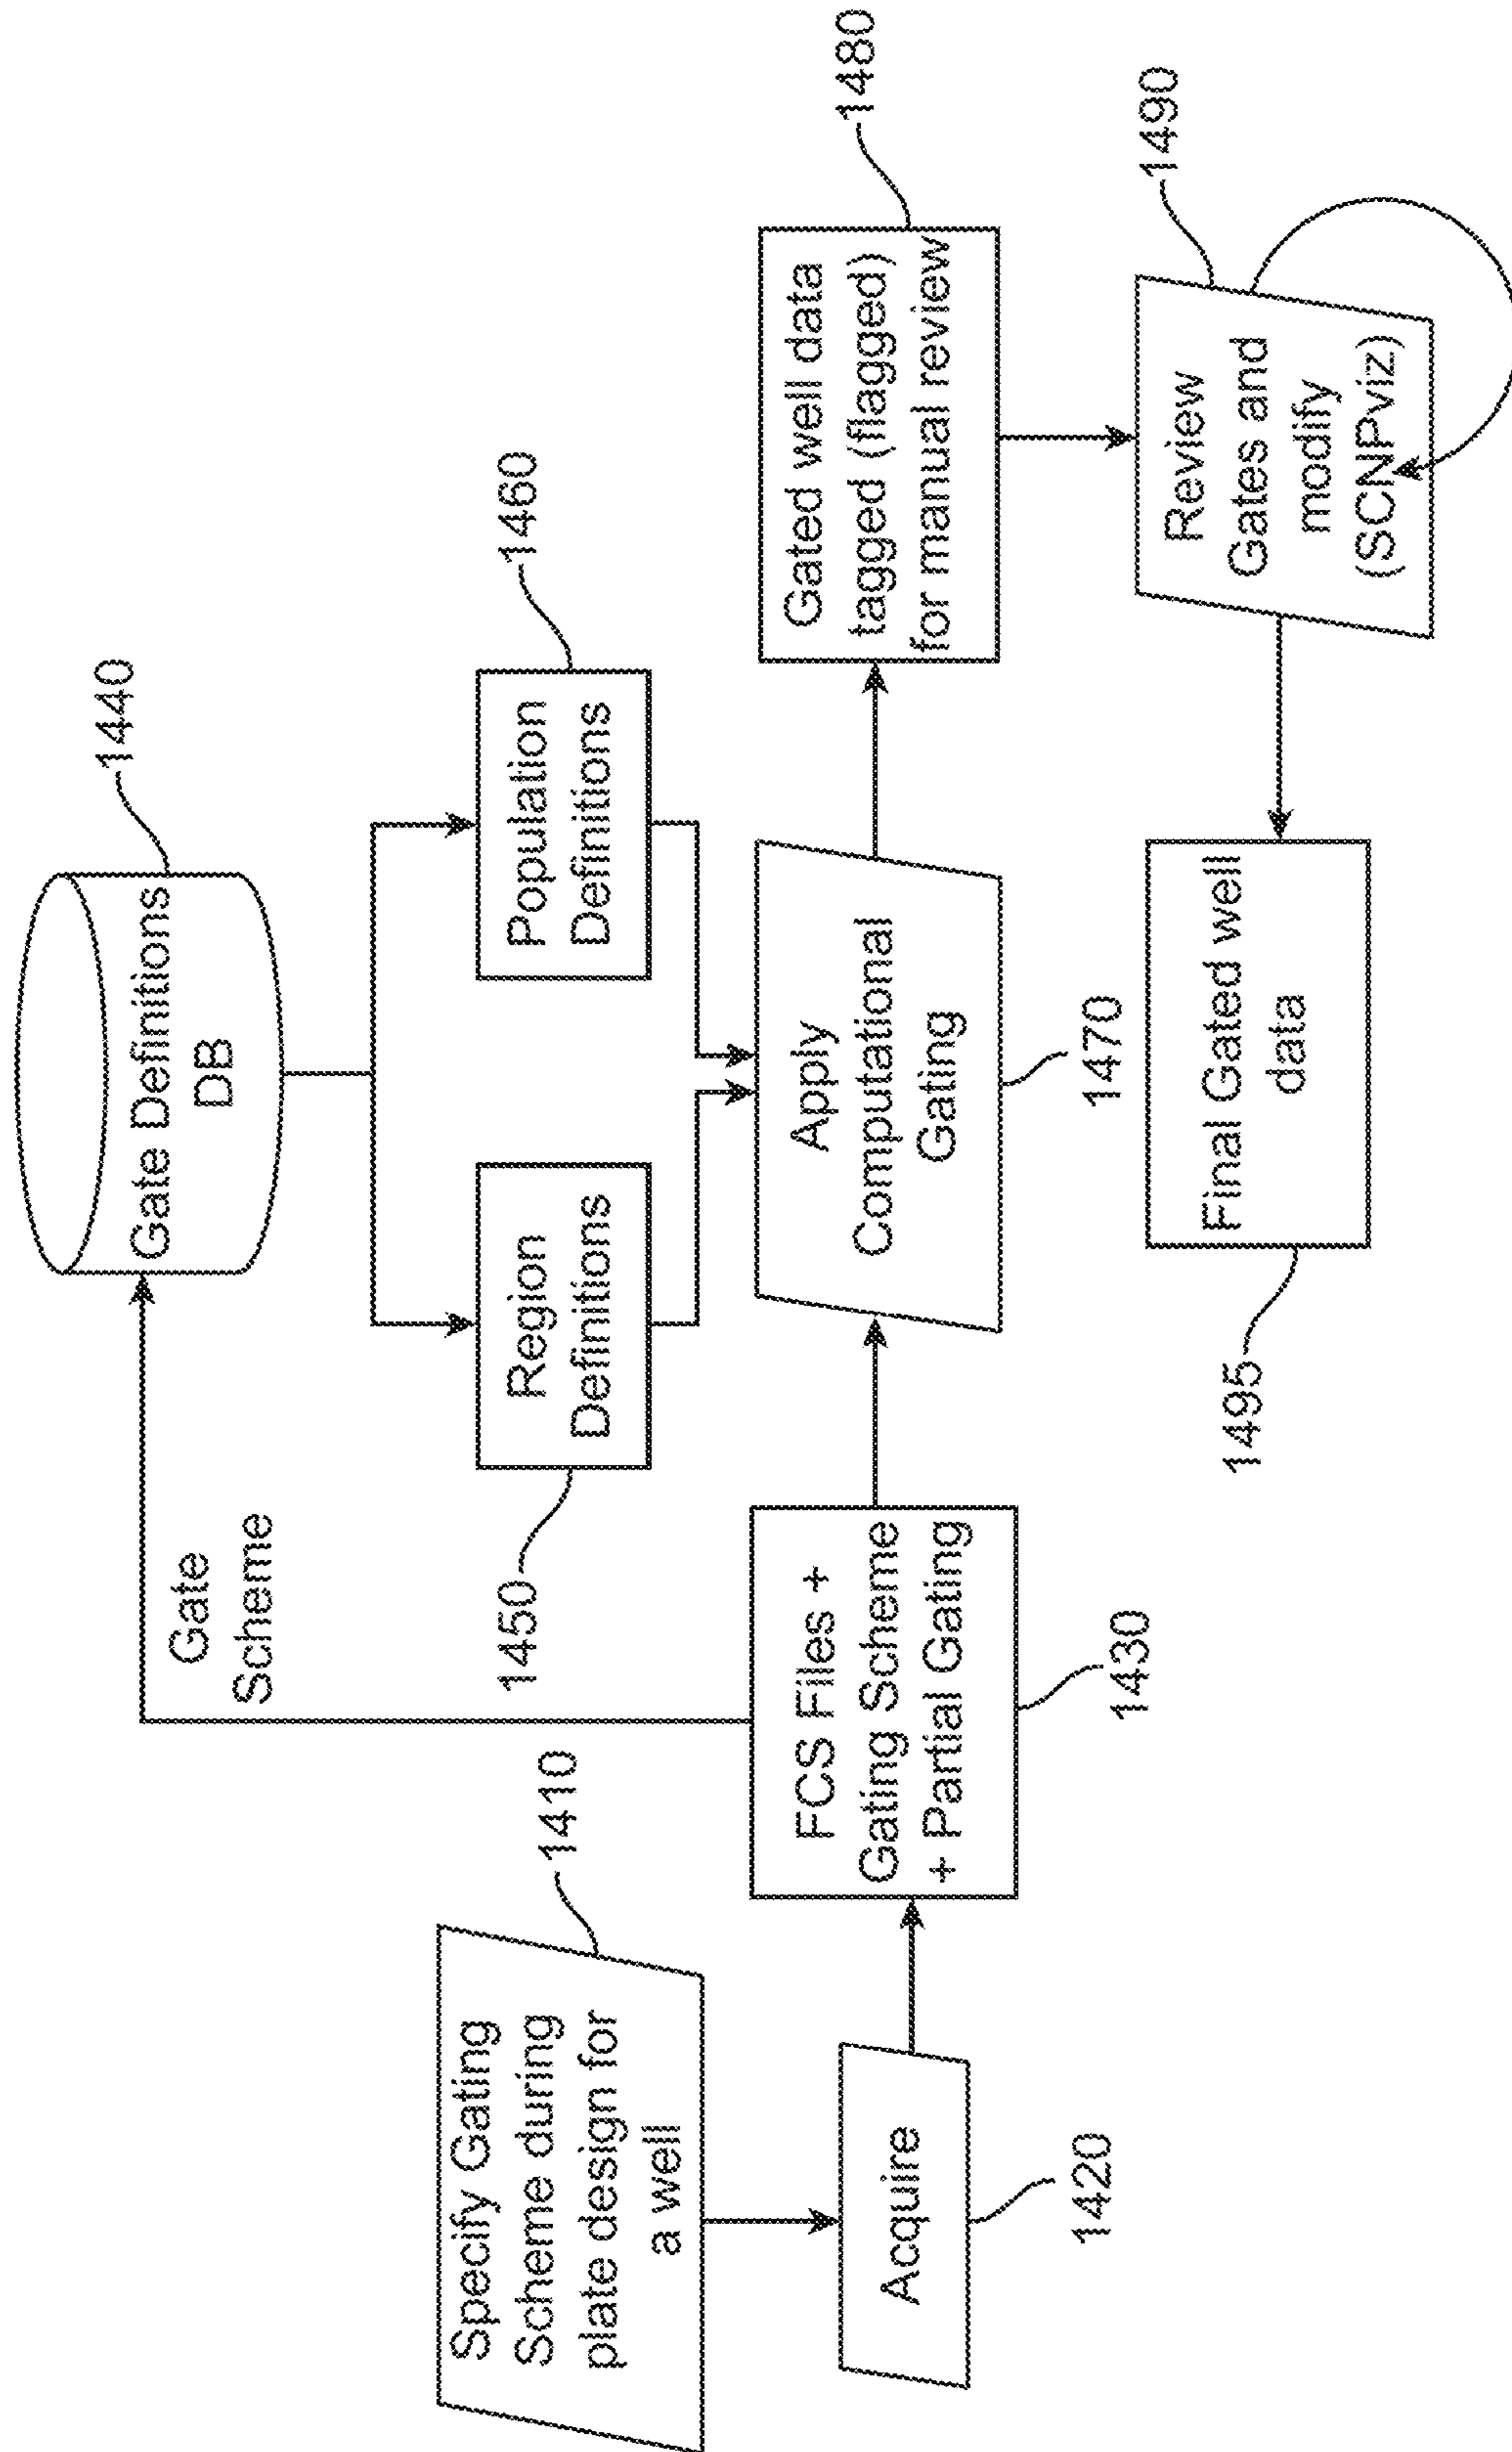 1440
Gate Definitions
DB
Gate
Scheme
1410
Specify Gating
Scheme during
plate design for
a well
1450
Region
Definitions
1460
Population
Definitions
Acquire
1420
FCS Files +
Gating Scheme
+ Partial Gating
1430
Apply
Computational
Gating
1470
Gated well data
tagged (flagged)
for manual review
1480
1495
Final Gated well
data
Review
Gates and
modify
(SCNPviz)
1490